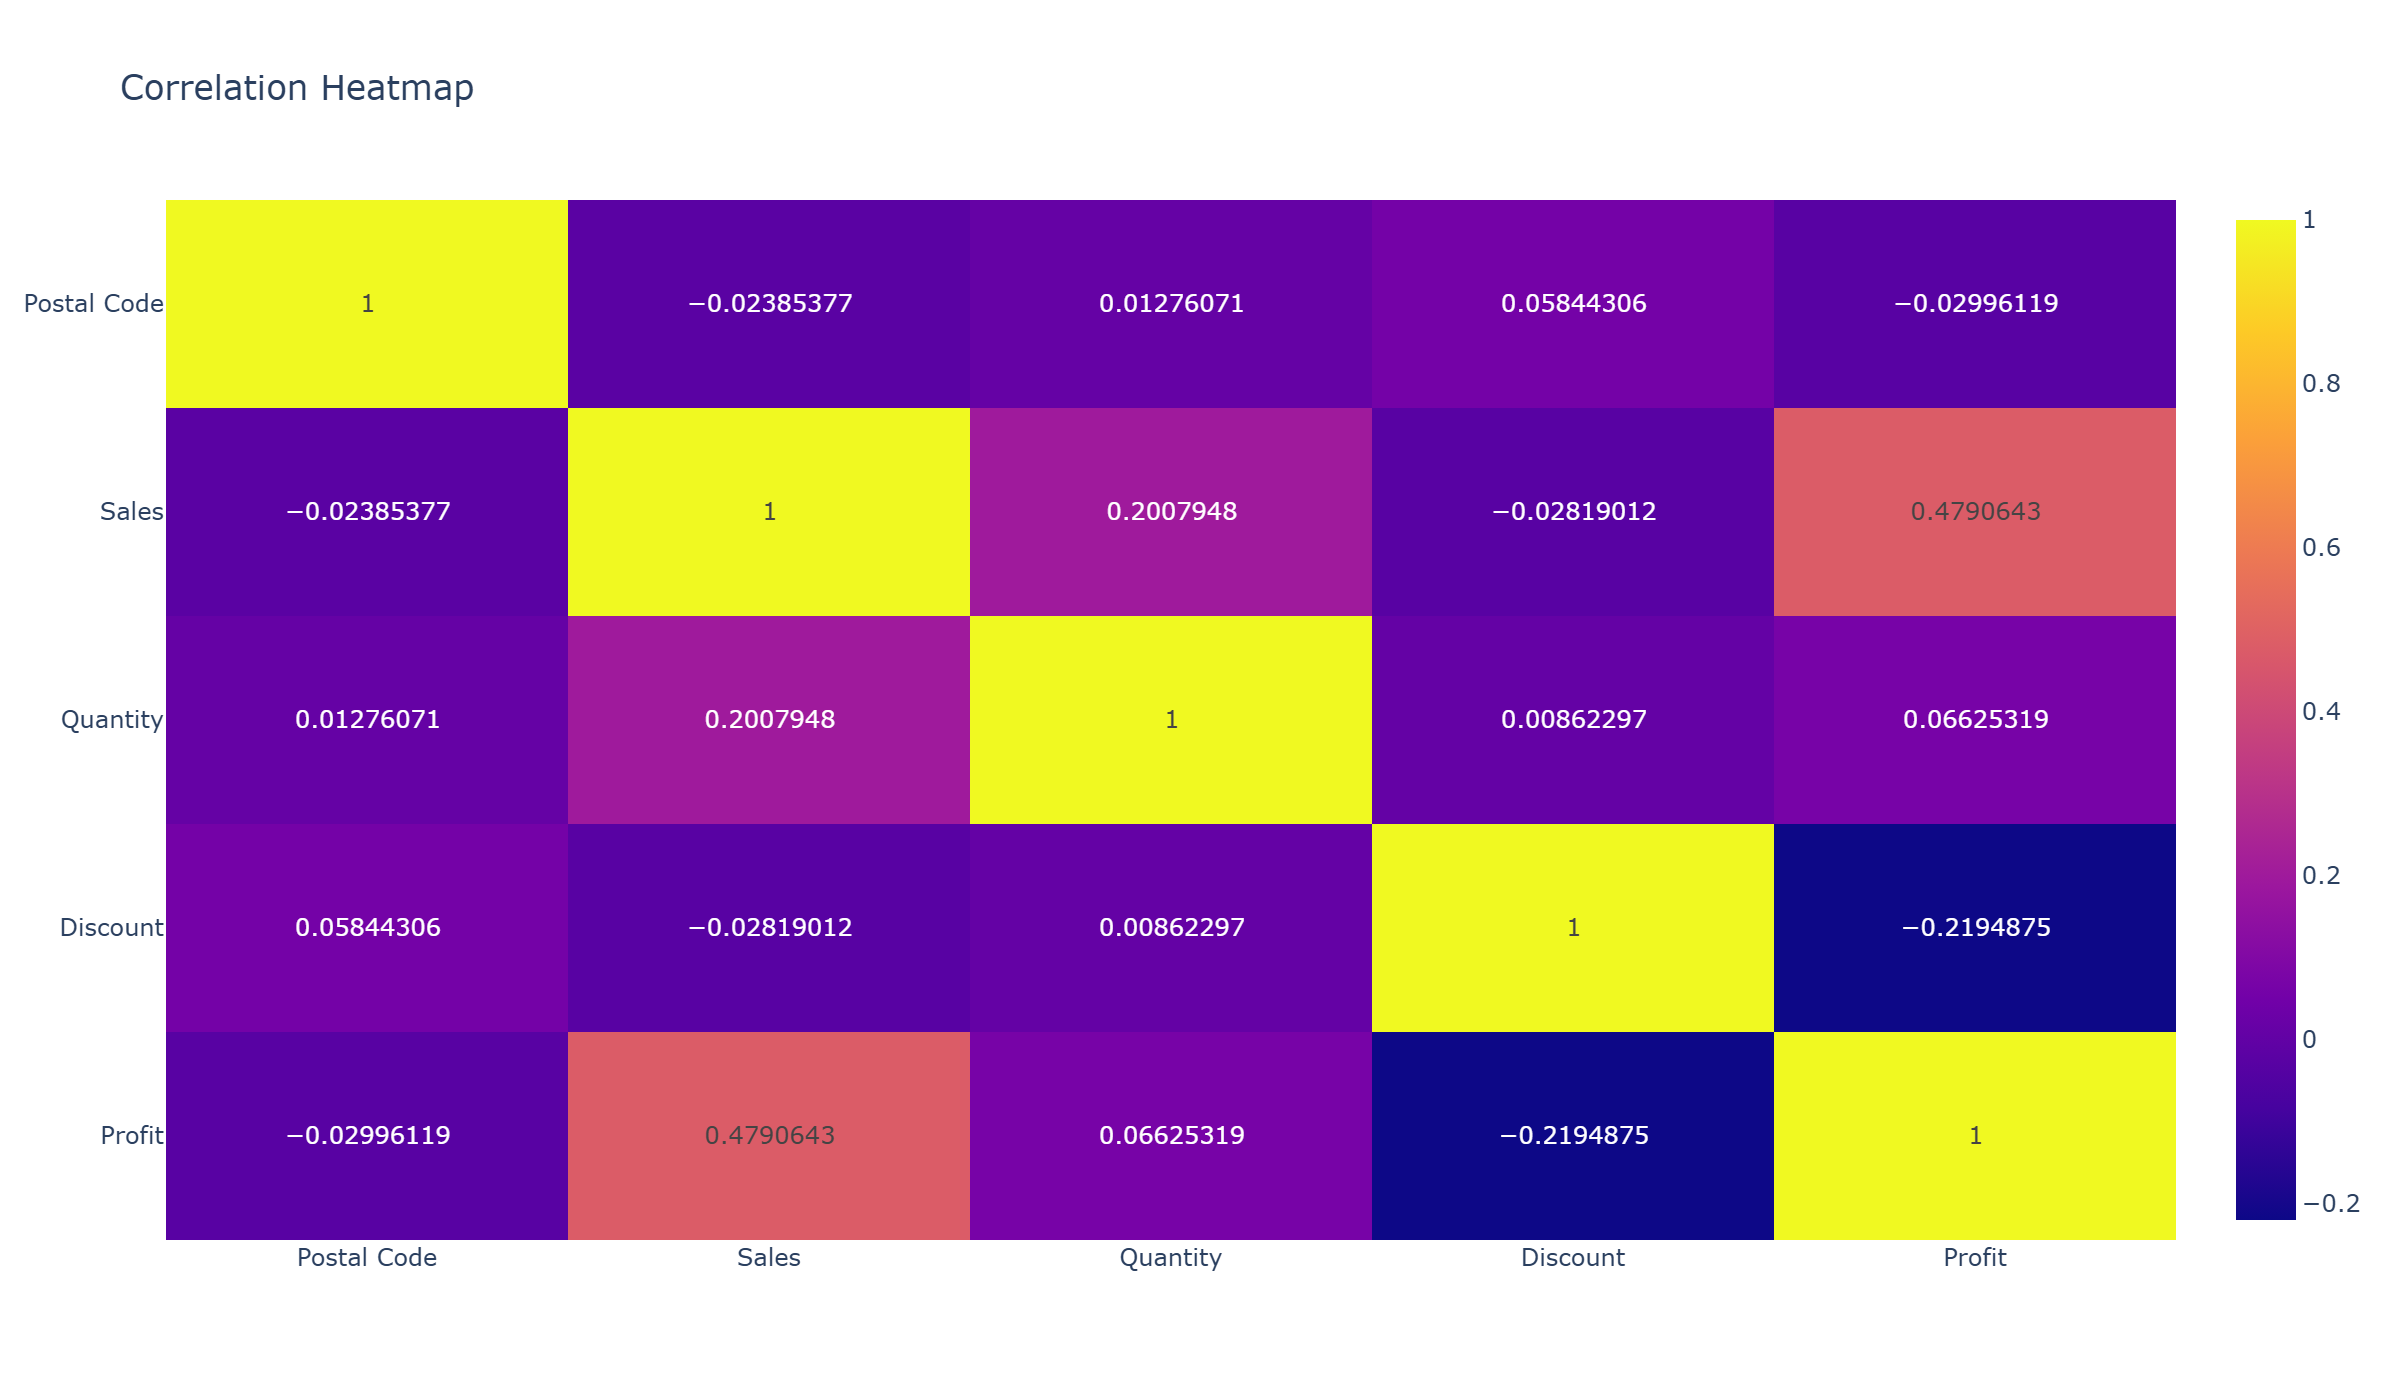 Correlation Heatmap
1
Postal Code 1 −0.02385377 0.01276071 0.05844306 −0.02996119
0.8
Sales −0.02385377 1 0.2007948 −0.02819012 0.4790643
0.6
0.4
Quantity 0.01276071 0.2007948 1 0.00862297 0.06625319
0.2
Discount 0.05844306 −0.02819012 0.00862297 1 −0.2194875
0
Profit −0.02996119 0.4790643 0.06625319 −0.2194875 1
−0.2
Postal Code Sales Quantity Discount Profit